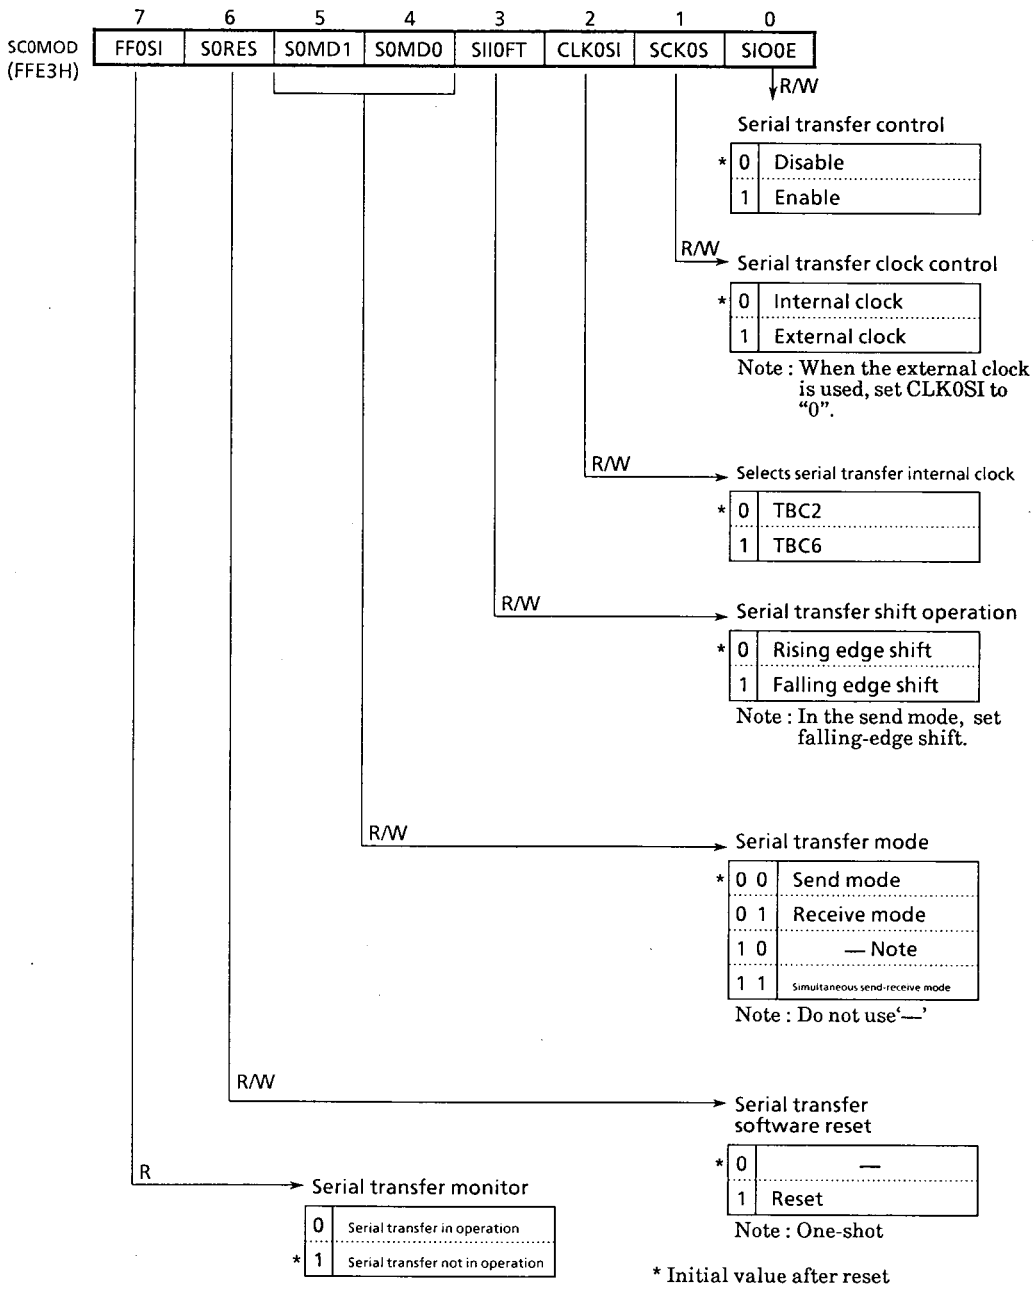 7 6 5 4 3 2 1 0
SC0MOD (FFE3H) FF0SI S0RES S0MD1 S0MD0 SII0FT CLK0SI SCK0S SIO0E
R/W
Serial transfer control
* 0 Disable
1 Enable
R/W
Serial transfer clock control
* 0 Internal clock
1 External clock
Note : When the external clock
is used, set CLK0SI to
“0”.
R/W
Selects serial transfer internal clock
* 0 TBC2
1 TBC6
R/W
Serial transfer shift operation
* 0 Rising edge shift
1 Falling edge shift
Note : In the send mode, set
falling-edge shift.
R/W
Serial transfer mode
* 0 0 Send mode
0 1 Receive mode
1 0 — Note
1 1 Simultaneous send-receive mode
Note : Do not use‘—’
R/W
Serial transfer
software reset
* 0 —
1 Reset
Note : One-shot
R
Serial transfer monitor
0 Serial transfer in operation
* 1 Serial transfer not in operation
* Initial value after reset